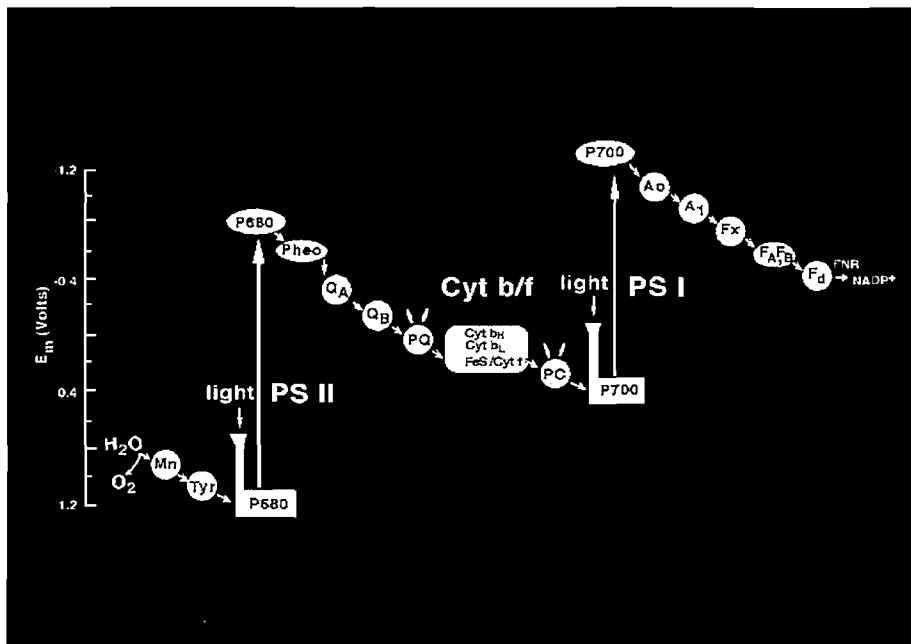 P700
-1.2
Ao
A₁
P680
Fx
Pheo
FA,FB
FNR
Fd
NADP+
-0.4
QA
Cyt b/f
light
PS I
QB
Em (Volts)
PQ
Cyt bH
Cyt bL
FeS/Cyt f
PC
P700
0.4
light
PS II
H₂O
Mn
O₂
Tyr
P680
1.2